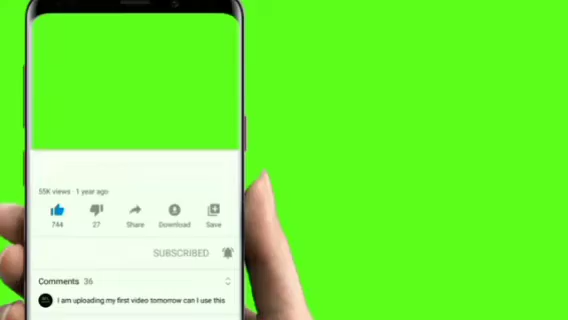 55K views · 1 year ago
744
27
Share
Download
Save
SUBSCRIBED
Comments 36
I am uploading my first video tomorrow can I use this